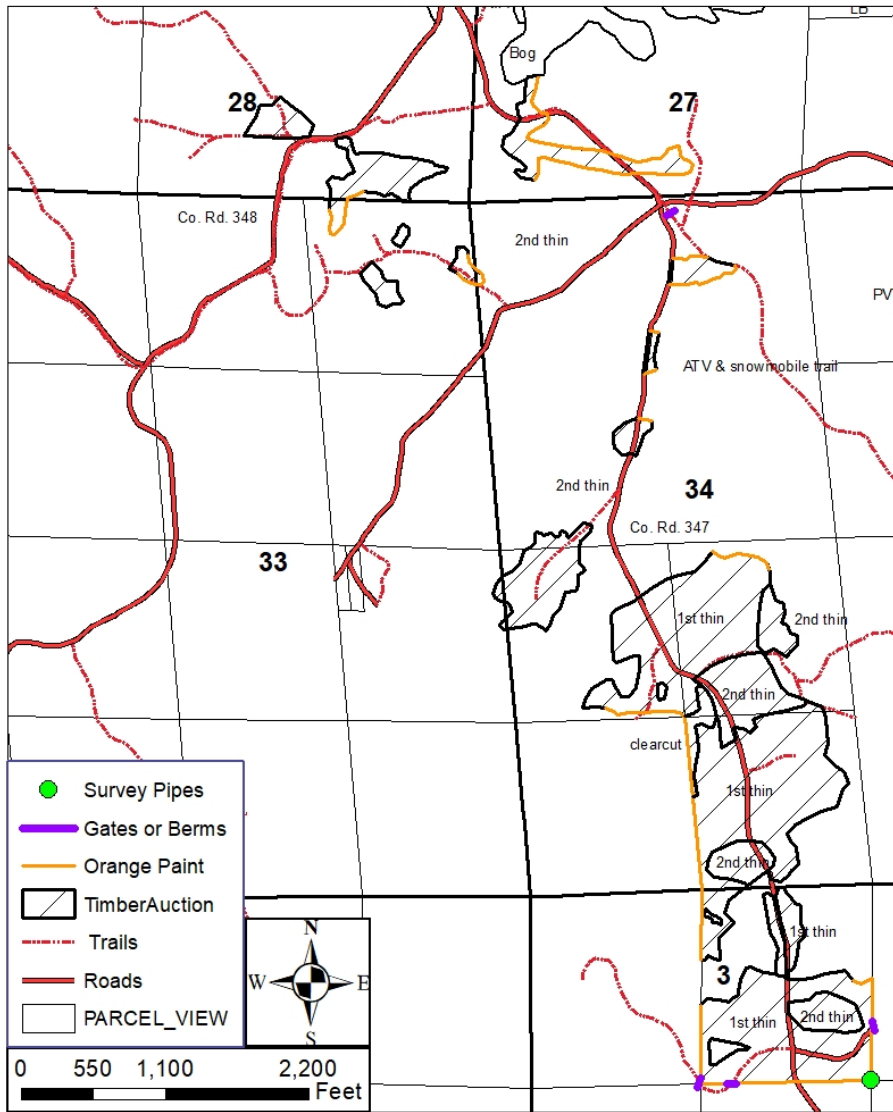 LB
Bog
28
27
Co. Rd. 348
2nd thin
PV
ATV & snowmobile trail
2nd thin
34
Co. Rd. 347
33
1st thin
2nd thin
2nd thin
clearcut
1st thin
2nd thin
1st thin
3
2nd thin
1st thin
Survey Pipes
Gates or Berms
Orange Paint
TimberAuction
Trails
Roads
PARCEL_VIEW
N
W E
S
0 550 1,100 2,200
Feet